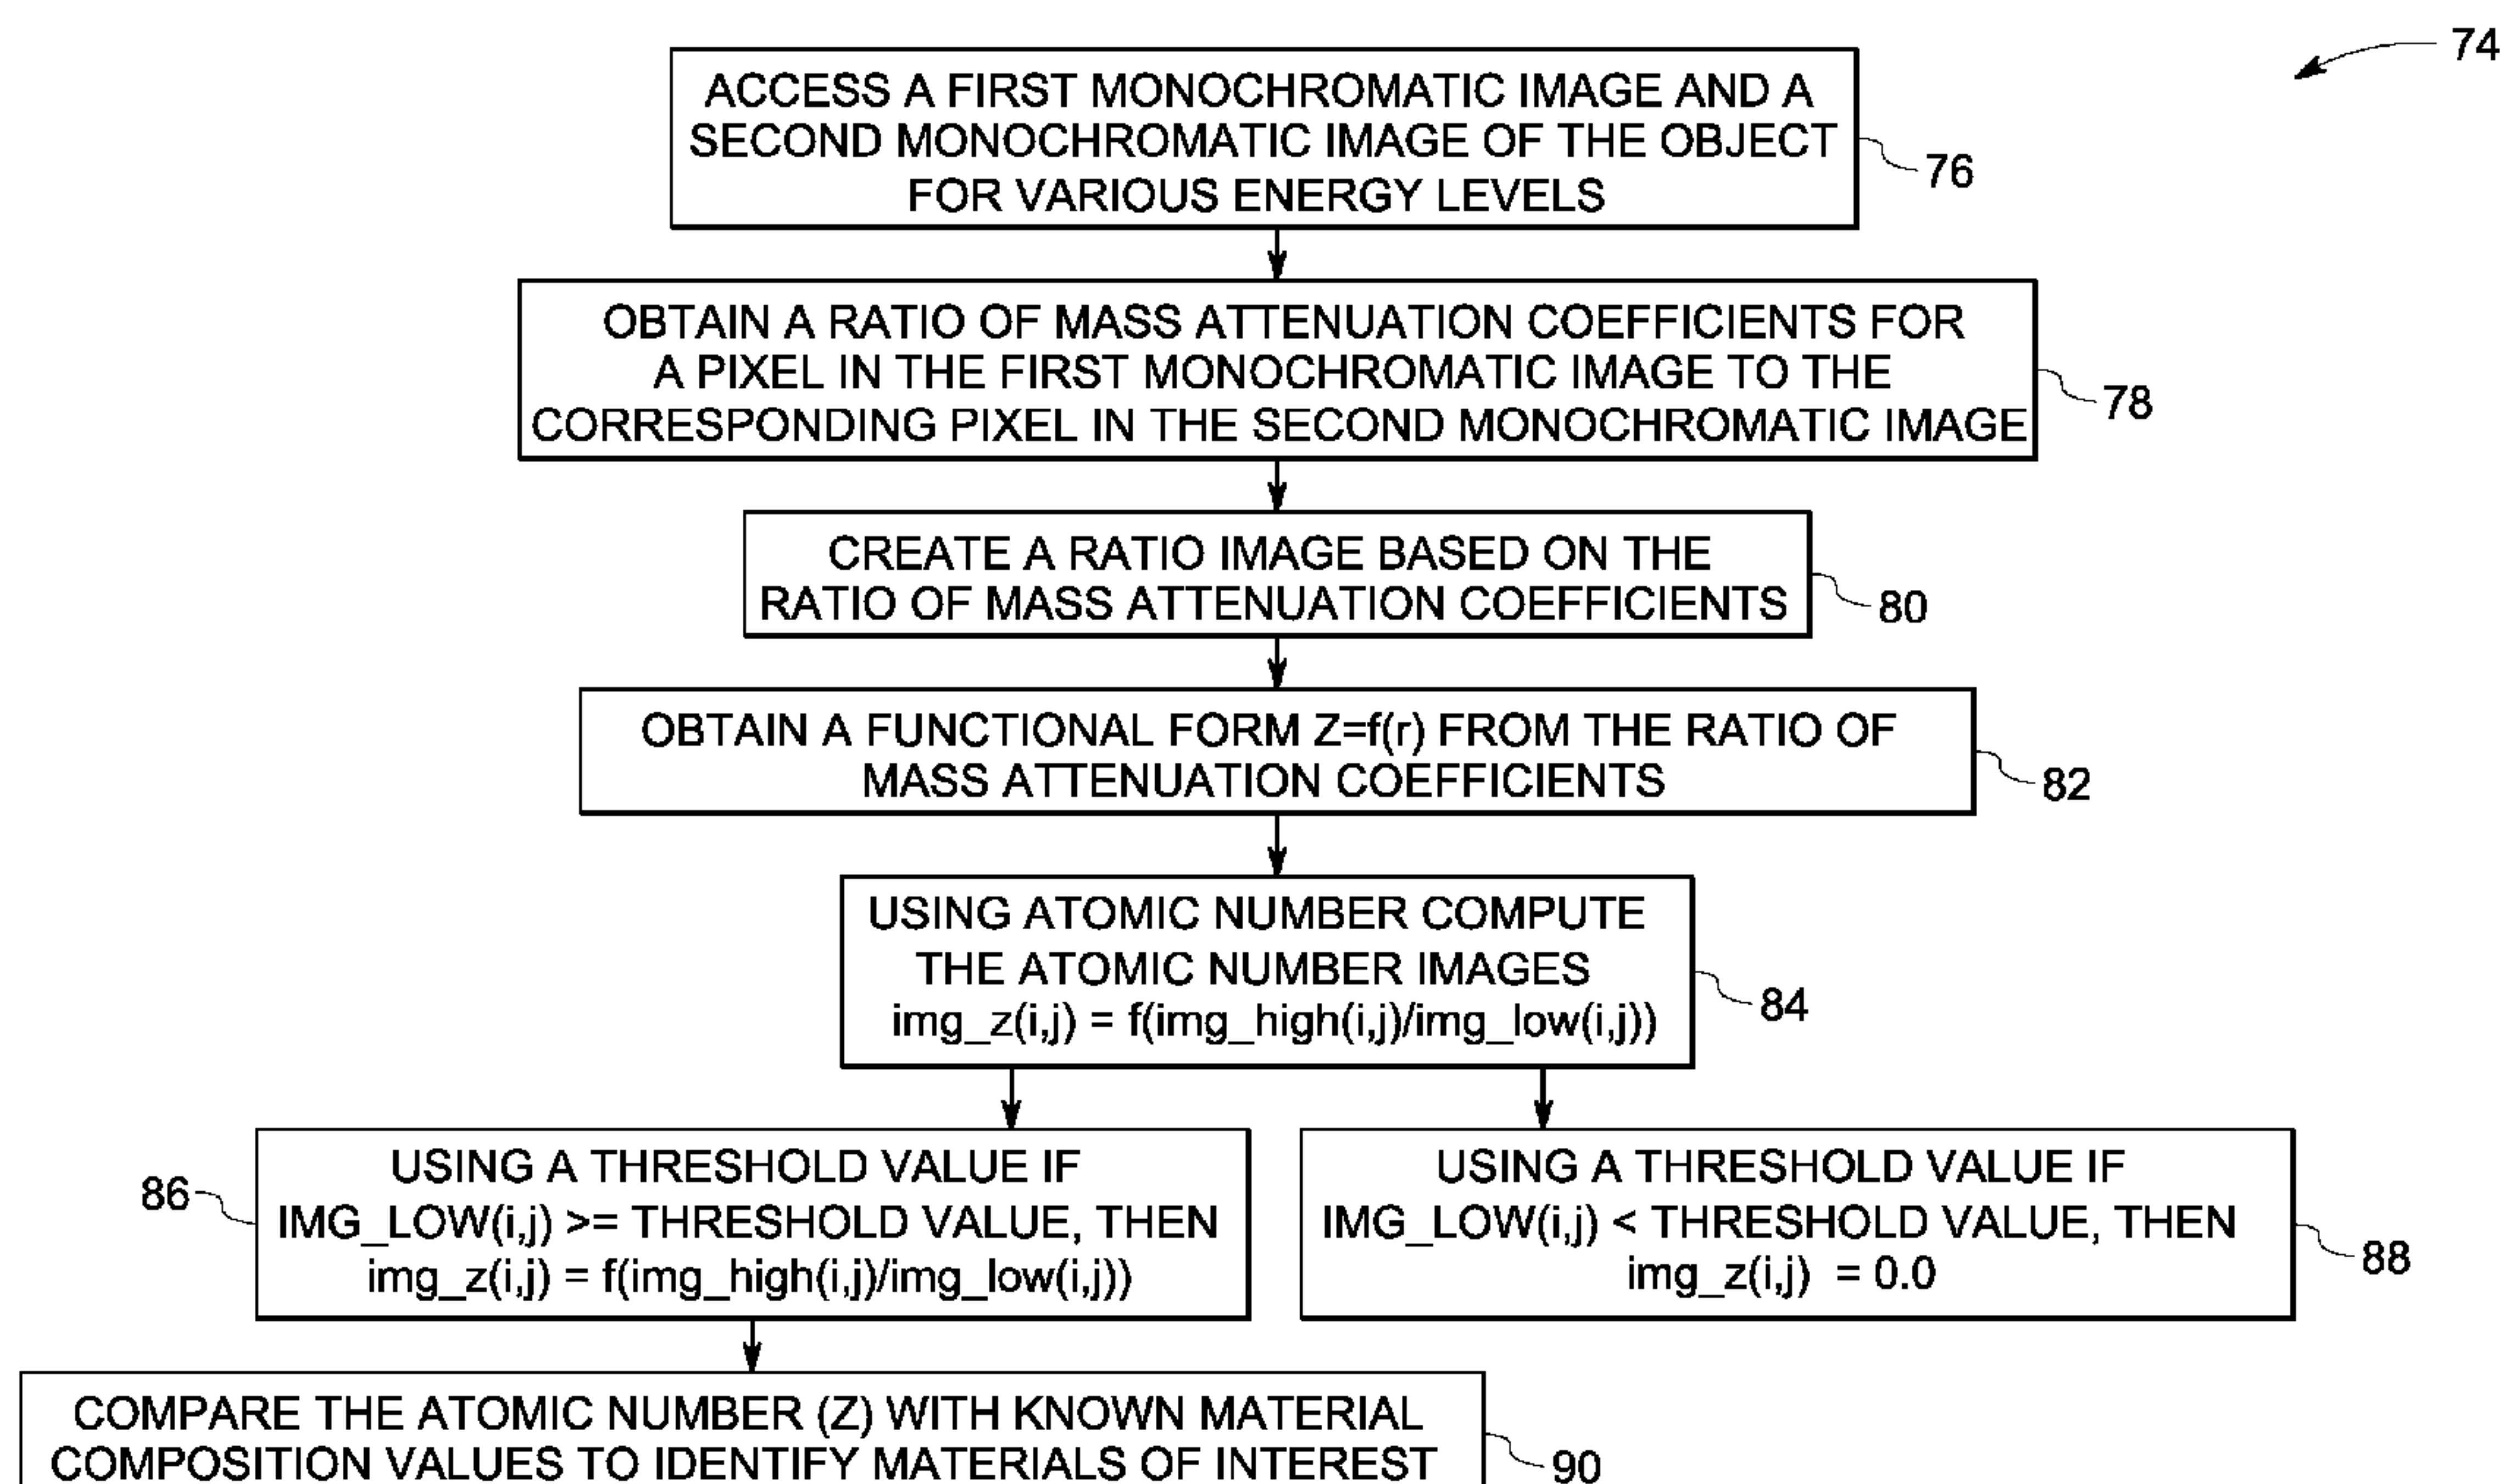 74
ACCESS A FIRST MONOCHROMATIC IMAGE AND A
SECOND MONOCHROMATIC IMAGE OF THE OBJECT
FOR VARIOUS ENERGY LEVELS
76
OBTAIN A RATIO OF MASS ATTENUATION COEFFICIENTS FOR
A PIXEL IN THE FIRST MONOCHROMATIC IMAGE TO THE
CORRESPONDING PIXEL IN THE SECOND MONOCHROMATIC IMAGE
78
CREATE A RATIO IMAGE BASED ON THE
RATIO OF MASS ATTENUATION COEFFICIENTS
80
OBTAIN A FUNCTIONAL FORM Z=f(r) FROM THE RATIO OF
MASS ATTENUATION COEFFICIENTS
82
USING ATOMIC NUMBER COMPUTE
THE ATOMIC NUMBER IMAGES
img_z(i,j) = f(img_high(i,j)/img_low(i,j))
84
86
USING A THRESHOLD VALUE IF
IMG_LOW(i,j) >= THRESHOLD VALUE, THEN
img_z(i,j) = f(img_high(i,j)/img_low(i,j))
USING A THRESHOLD VALUE IF
IMG_LOW(i,j) < THRESHOLD VALUE, THEN
img_z(i,j) = 0.0
88
COMPARE THE ATOMIC NUMBER (Z) WITH KNOWN MATERIAL
COMPOSITION VALUES TO IDENTIFY MATERIALS OF INTEREST
90